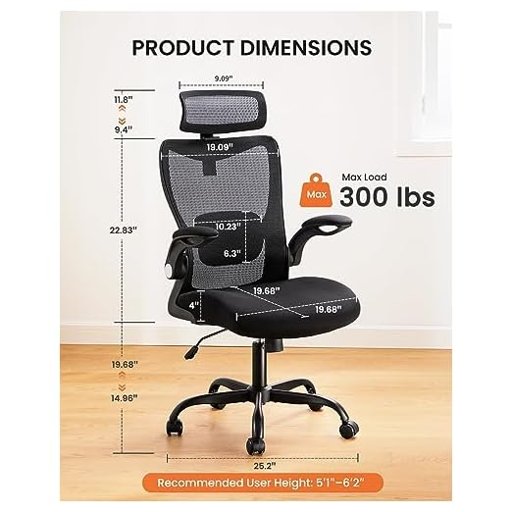 PRODUCT DIMENSIONS
9.09"
11.8"
9.4"
19.09"
Max Load
Max
300 lbs
22.83"
10.23"
6.3"
19.68"
4"
19.68"
19.68"
14.96"
25.2"
Recommended User Height: 5'1"–6'2"